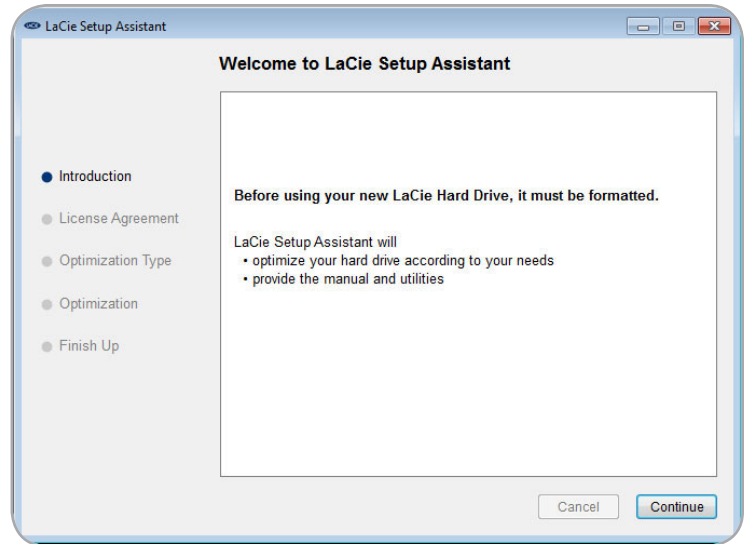 LaCie Setup Assistant
Welcome to LaCie Setup Assistant
Introduction
License Agreement
Optimization Type
Optimization
Finish Up
Before using your new LaCie Hard Drive, it must be formatted.
LaCie Setup Assistant will
• optimize your hard drive according to your needs
• provide the manual and utilities
Cancel
Continue